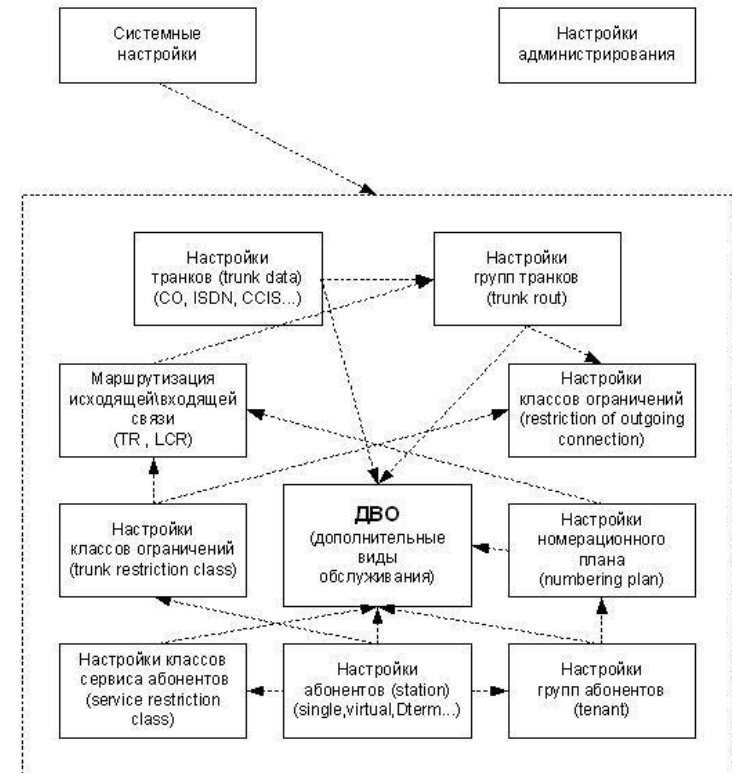 Системные
настройки
Настройки
администрирования
Настройки
транков (trunk data)
(CO, ISDN, CCIS...)
Настройки
групп транков
(trunk rout)
Маршрутизация
исходящей\входящей
связи
(TR , LCR)
Настройки
классов ограничений
(restriction of outgoing
connection)
Настройки
классов ограничений
(trunk restriction class)
ДВО
(дополнительные
виды
обслуживания)
Настройки
номерационного
плана
(numbering plan)
Настройки классов
сервиса абонентов
(service restriction
class)
Настройки
абонентов (station)
(single,virtual,Dterm...)
Настройки
групп абонентов
(tenant)